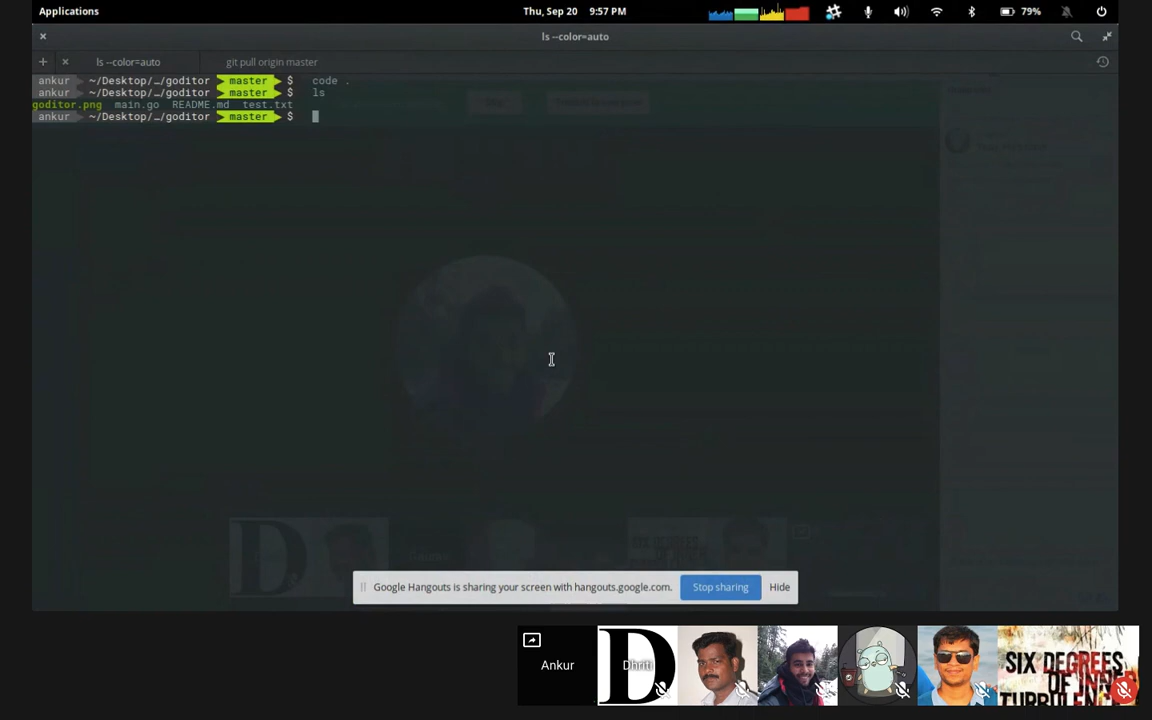 Applications
Thu, Sep 20 9:57 PM
79%
ls --color=auto
ls --color=auto
git pull origin master
ankur ~/Desktop/…/goditor master $ code .
ankur ~/Desktop/…/goditor master $ ls
goditor.png main.go README.md test.txt
ankur ~/Desktop/…/goditor master $
Google Hangouts is sharing your screen with hangouts.google.com.
Stop sharing
Hide
Ankur
D
Dhriti
SIX DEGREES
OF INNER
TURBULEN